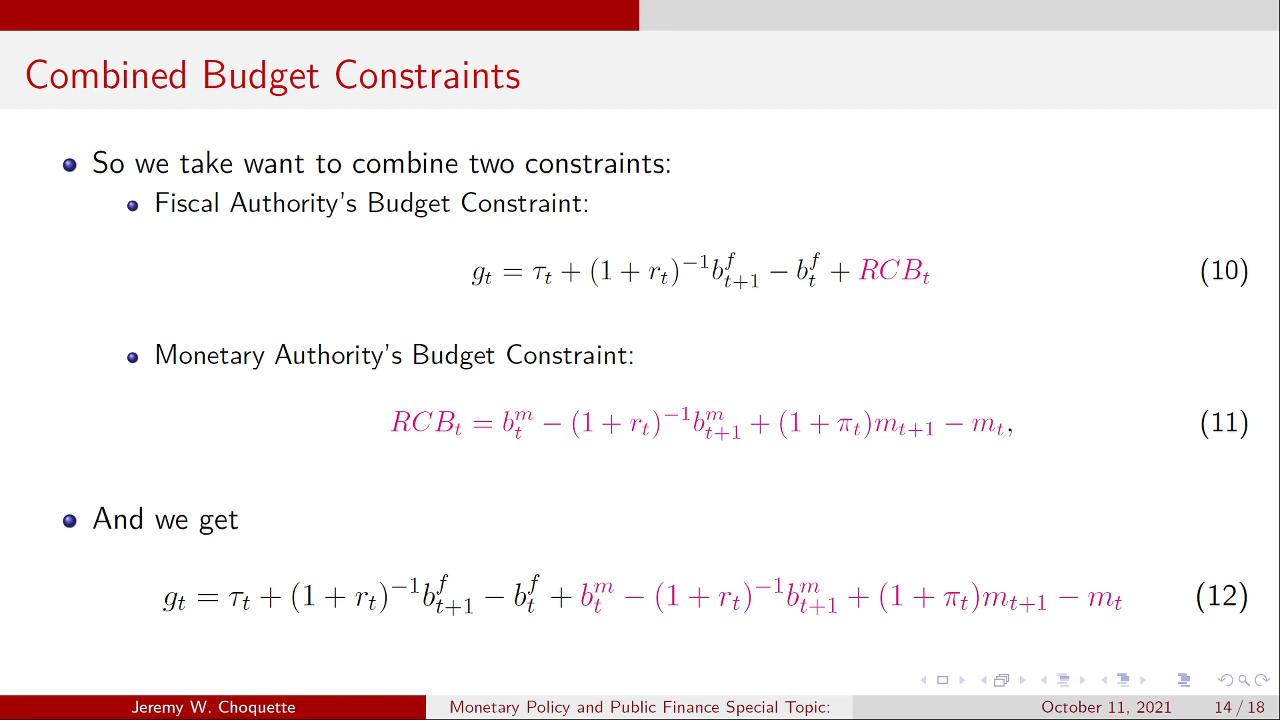 Combined Budget Constraints
So we take want to combine two constraints:
Fiscal Authority's Budget Constraint:
g_t = τ_t + (1 + r_t)^{−1} b^f_{t+1} − b^f_t + RCB_t (10)
Monetary Authority's Budget Constraint:
RCB_t = b^m_t − (1 + r_t)^{−1} b^m_{t+1} + (1 + π_t)m_{t+1} − m_t, (11)
And we get
g_t = τ_t + (1 + r_t)^{−1} b^f_{t+1} − b^f_t + b^m_t − (1 + r_t)^{−1} b^m_{t+1} + (1 + π_t)m_{t+1} − m_t (12)
Jeremy W. Choquette Monetary Policy and Public Finance Special Topic: October 11, 2021 14 / 18